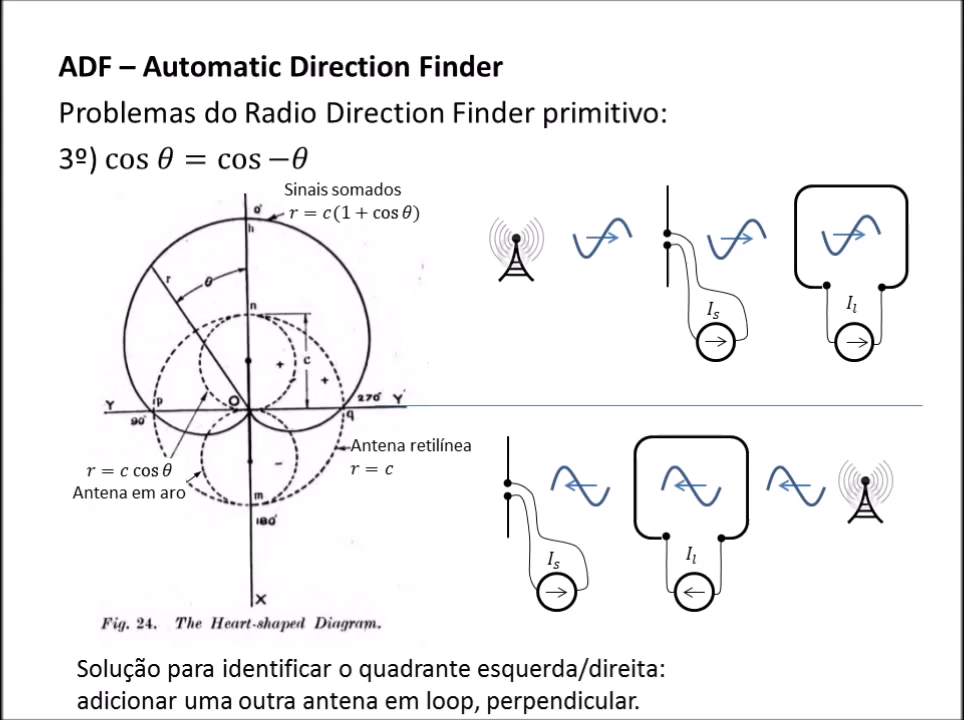 ADF – Automatic Direction Finder
Problemas do Radio Direction Finder primitivo:
3º) cos θ = cos −θ
Sinais somados
r = c(1 + cos θ)
0°
h
r
θ
n
c
+
+
Y
p
O
270° Y'
90°
q
Antena retilínea
r = c
r = c cos θ
Antena em aro
−
m
180°
X
Fig. 24. The Heart-shaped Diagram.
I_s
I_l
I_s
I_l
Solução para identificar o quadrante esquerda/direita:
adicionar uma outra antena em loop, perpendicular.